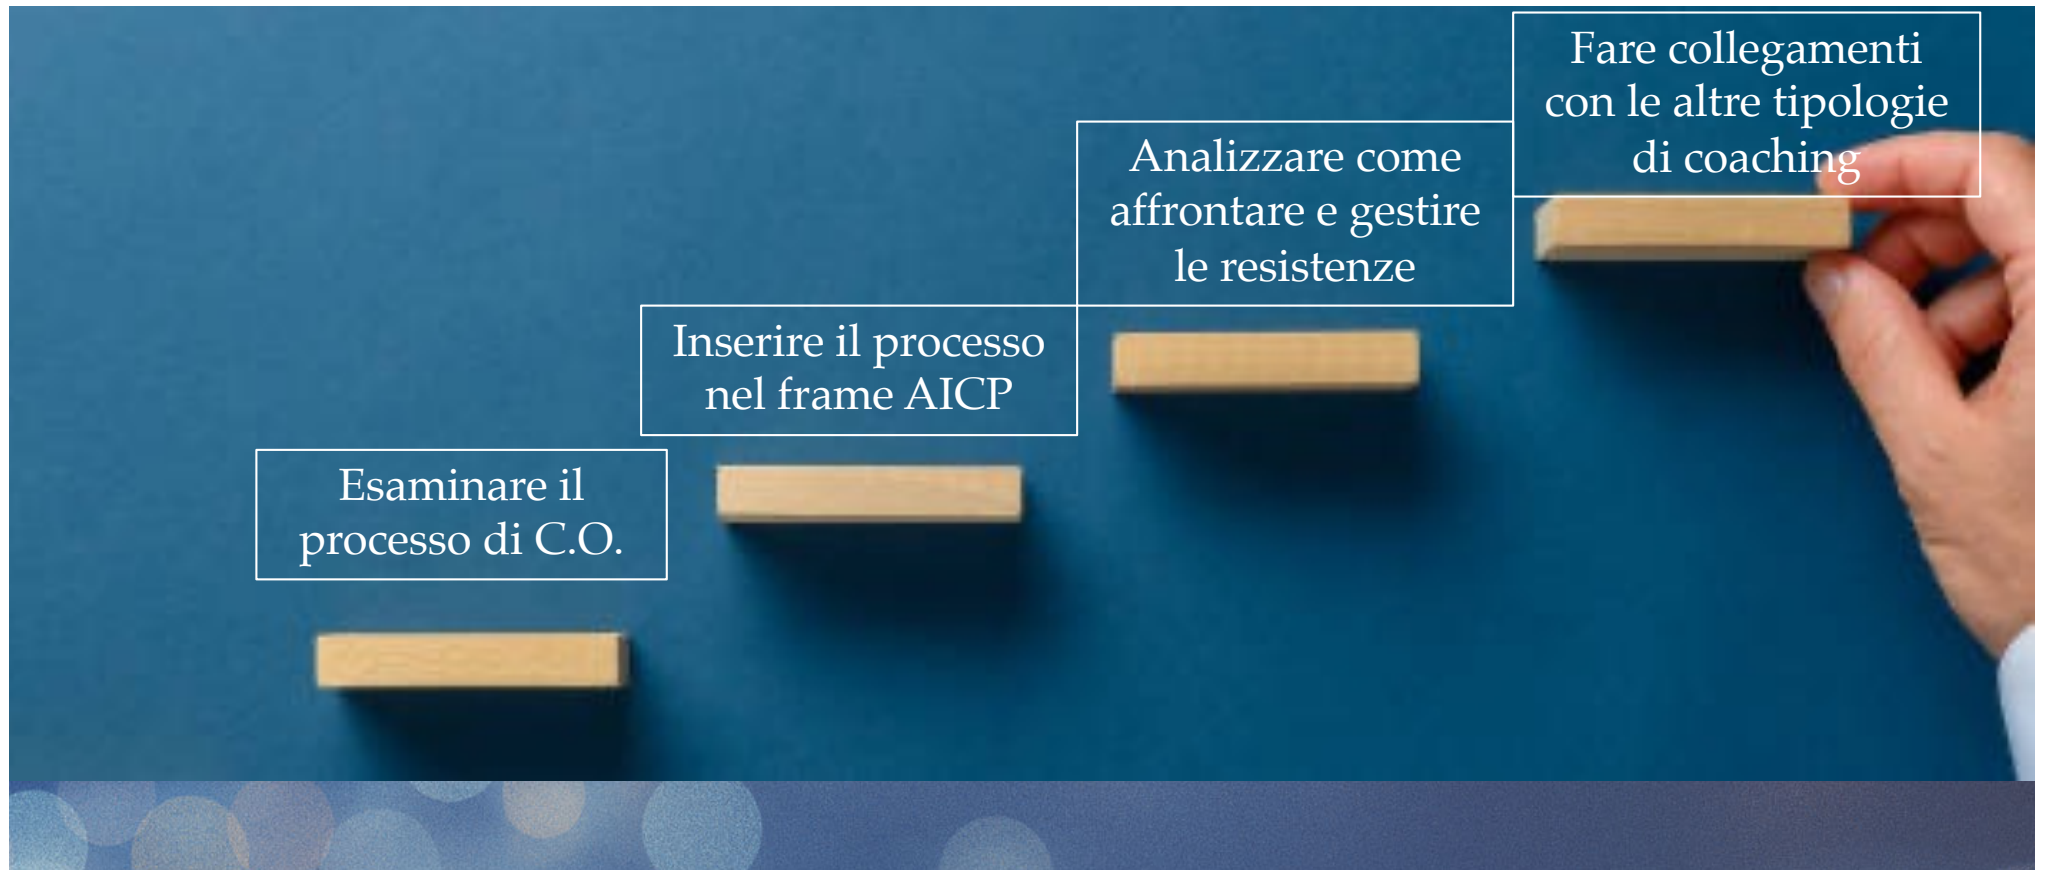 Esaminare il
processo di C.O.
Inserire il processo
nel frame AICP
Analizzare come
affrontare e gestire
le resistenze
Fare collegamenti
con le altre tipologie
di coaching